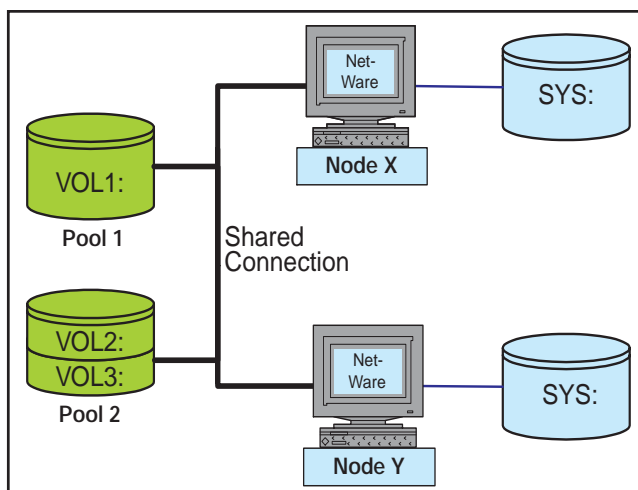 Net-
Ware
SYS:
Node X
VOL1:
Pool 1
Shared
Connection
VOL2:
VOL3:
Pool 2
Net-
Ware
SYS:
Node Y